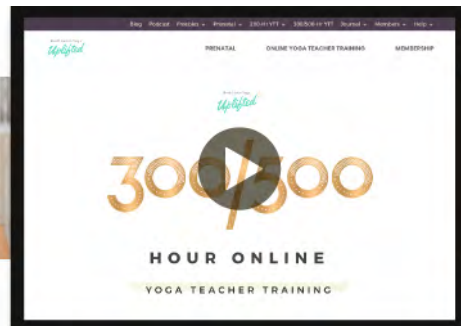 Blog Podcast Freebies Prenatal 200-Hr YTT 300/500-Hr YTT Journal Members Help
Uplifted
PRENATAL ONLINE YOGA TEACHER TRAINING MEMBERSHIP
Uplifted
300/500
HOUR ONLINE
YOGA TEACHER TRAINING